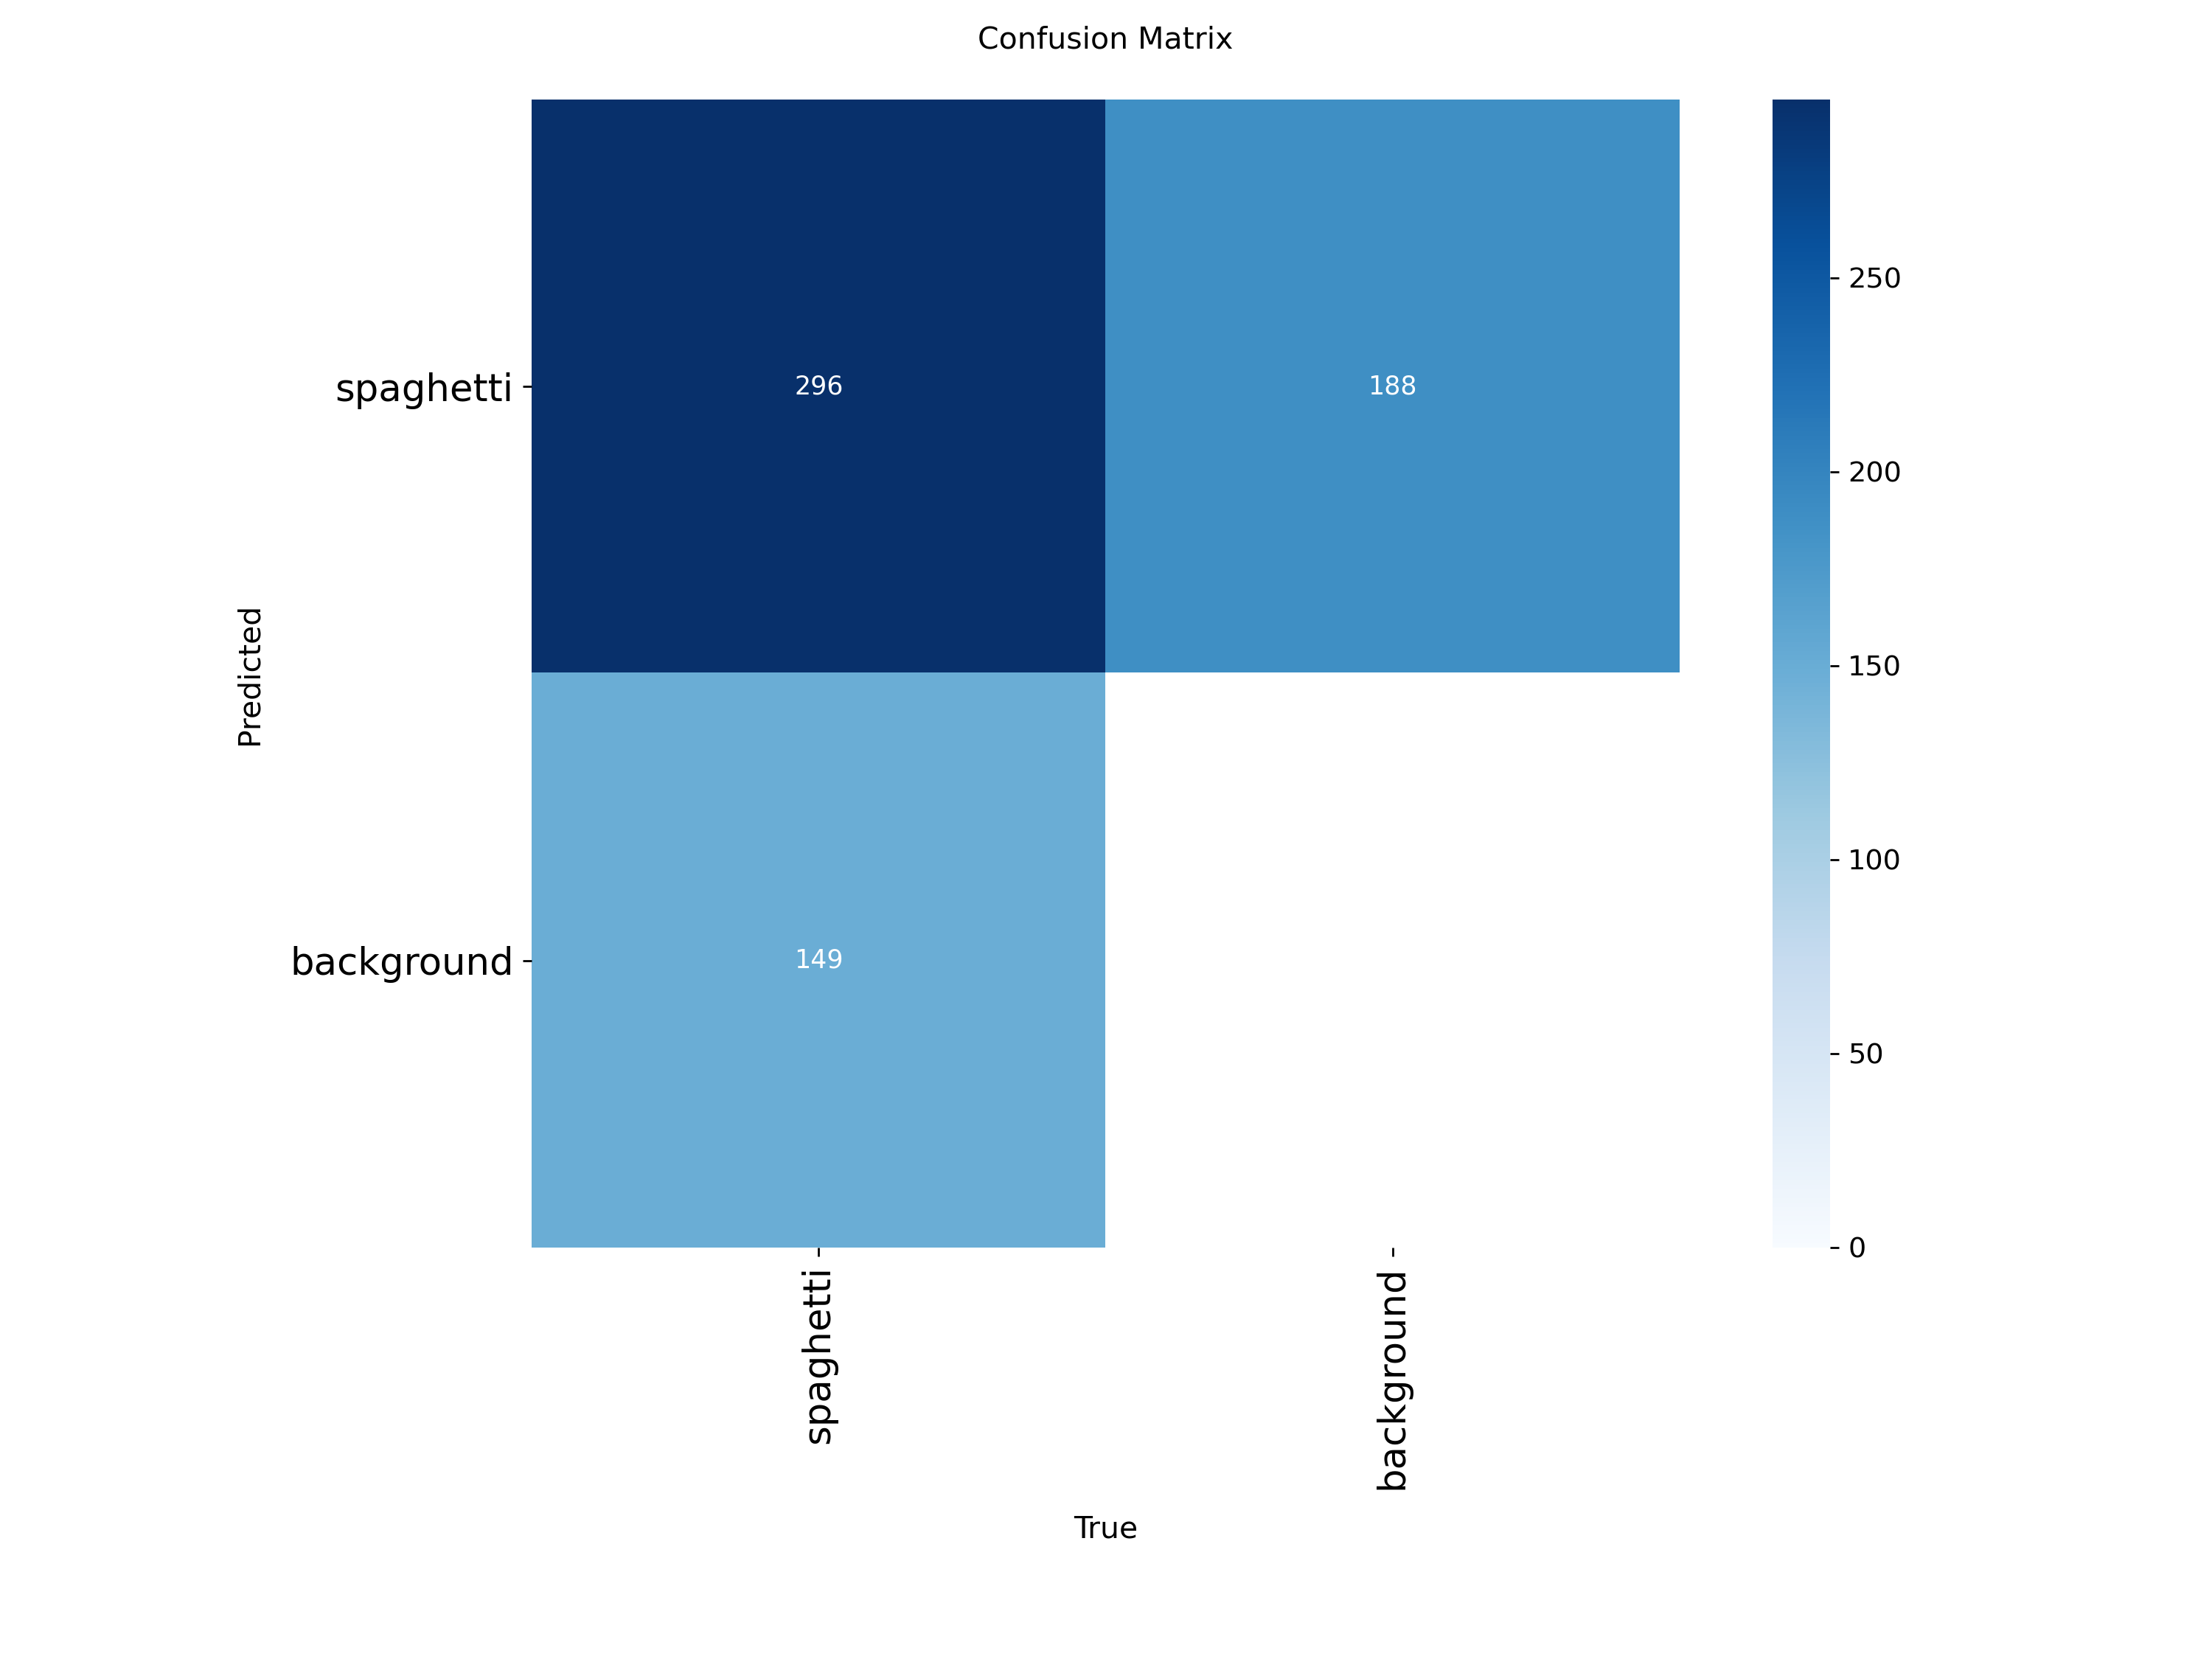 Confusion Matrix
Predicted
spaghetti
296
188
background
149
spaghetti
background
True
250
200
150
100
50
0